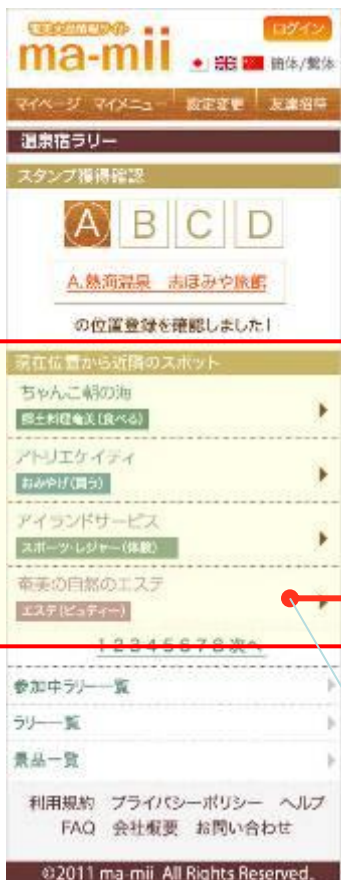 奄美大島情報サイト
ログイン
ma-mii
簡体/繁体
マイページ マイメニュー 設定変更 友達招待
温泉宿ラリー
スタンプ獲得確認
A B C D
A.熱海温泉 志ほみや旅館
の位置登録を確認しました!
現在位置から近隣のスポット
ちゃんこ朝の海
郷土料理奄美(食べる)
アトリエケイティ
おみやげ(買う)
アイランドサービス
スポーツ・レジャー(体験)
奄美の自然のエステ
エステ(ビューティー)
1 2 3 4 5 6 7 8 次へ
参加中ラリー一覧
ラリー一覧
景品一覧
利用規約 プライバシーポリシー ヘルプ
FAQ 会社概要 お問い合わせ
©2011 ma-mii All Rights Reserved.